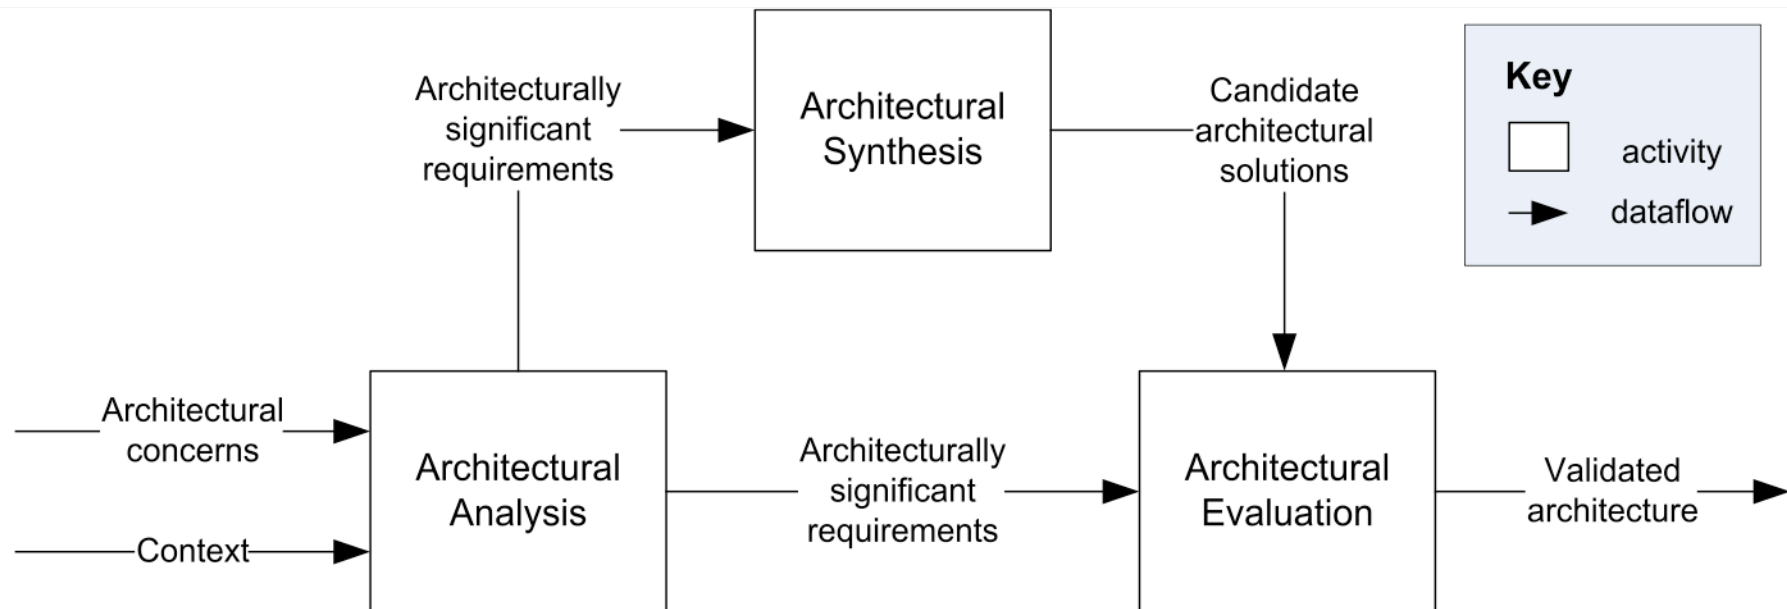 Architecturally
significant
requirements
Architectural
Synthesis
Candidate
architectural
solutions
Key
activity
dataflow
Architectural
concerns
Context
Architectural
Analysis
Architecturally
significant
requirements
Architectural
Evaluation
Validated
architecture